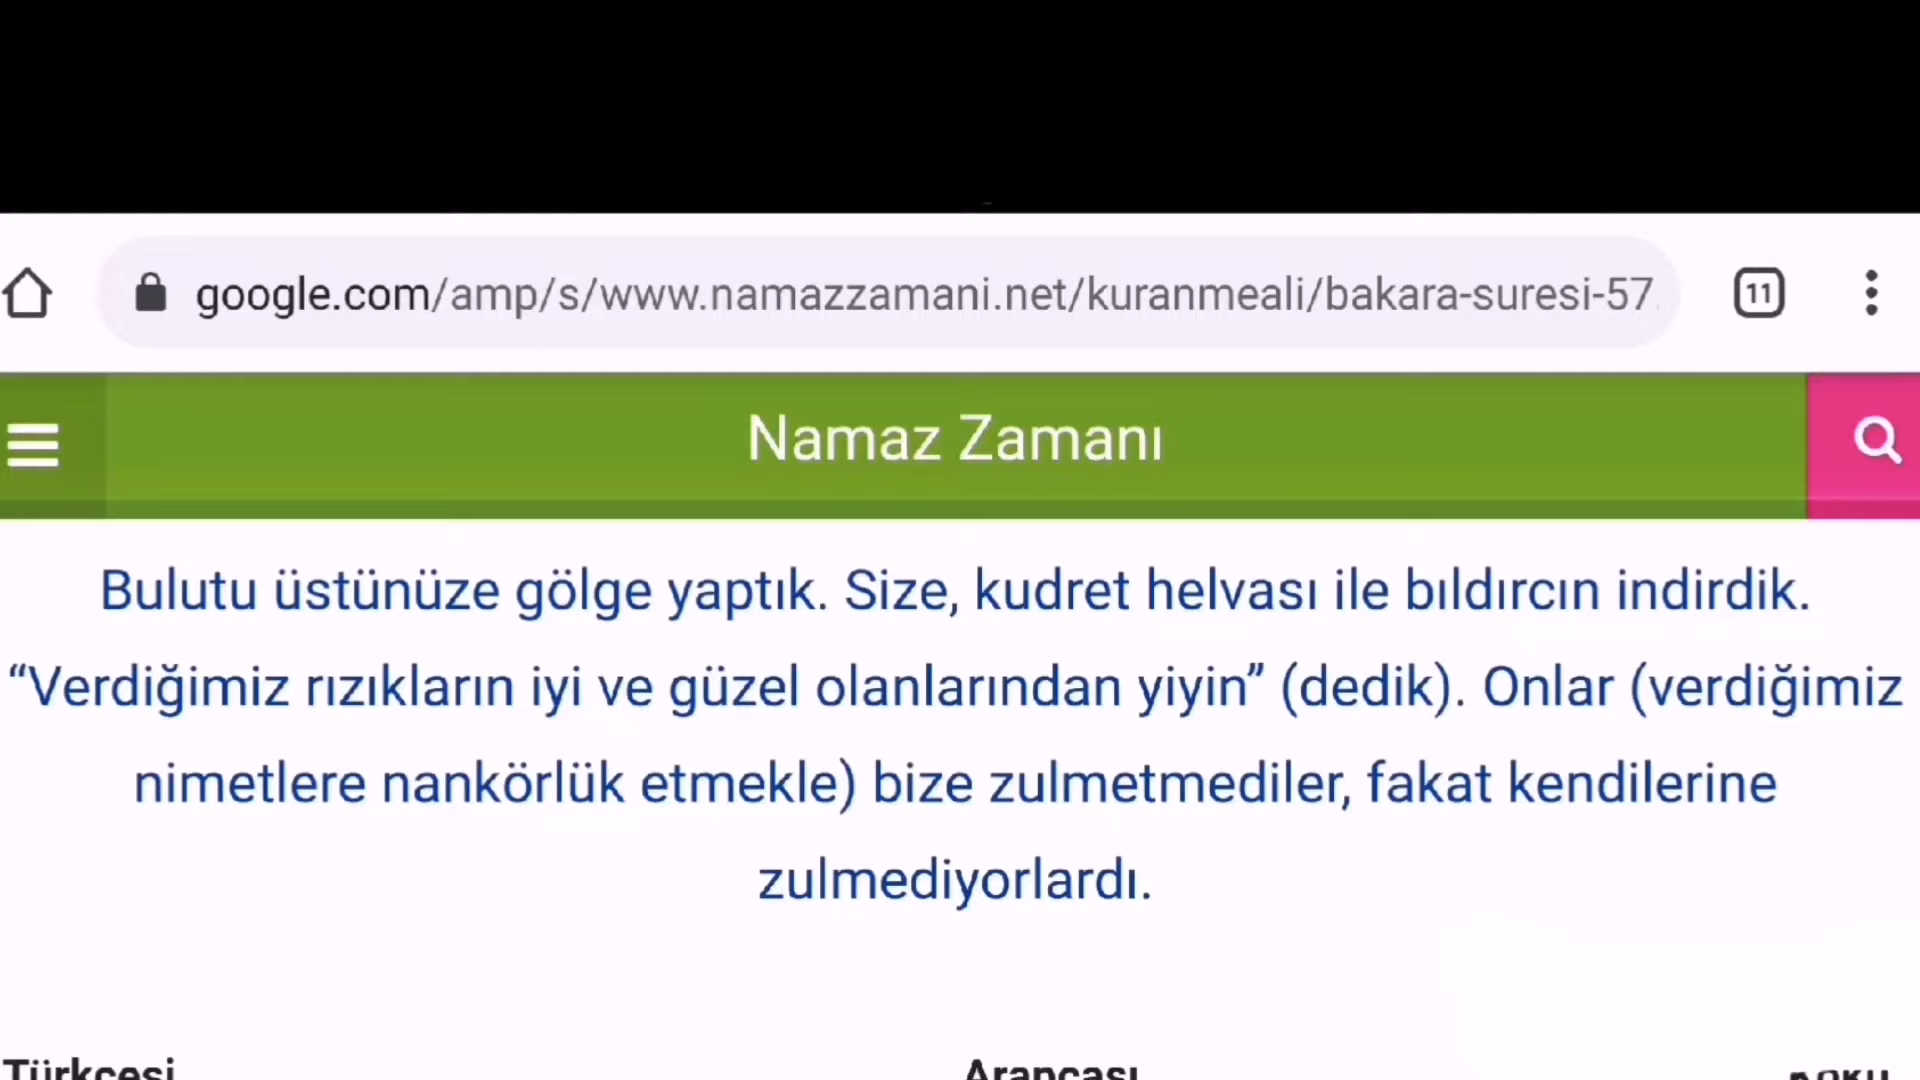 google.com/amp/s/www.namazzamani.net/kuranmeali/bakara-suresi-57
11
Namaz Zamanı
Bulutu üstünüze gölge yaptık. Size, kudret helvası ile bıldırcın indirdik.
“Verdiğimiz rızıkların iyi ve güzel olanlarından yiyin” (dedik). Onlar (verdiğimiz
nimetlere nankörlük etmekle) bize zulmetmediler, fakat kendilerine
zulmediyorlardı.
Türkçesi Arapçası